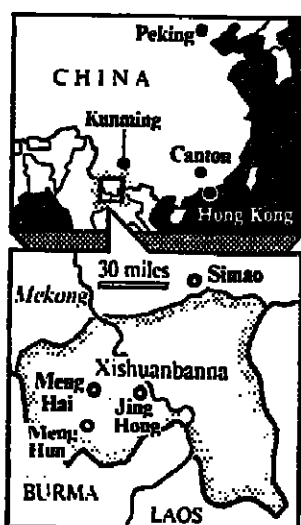 Peking
CHINA
Kunming
Canton
Hong Kong
30 miles
Simao
Mekong
Xishuanbanna
Meng
Hai
Jing
Hong
Meng
Hun
BURMA
LAOS